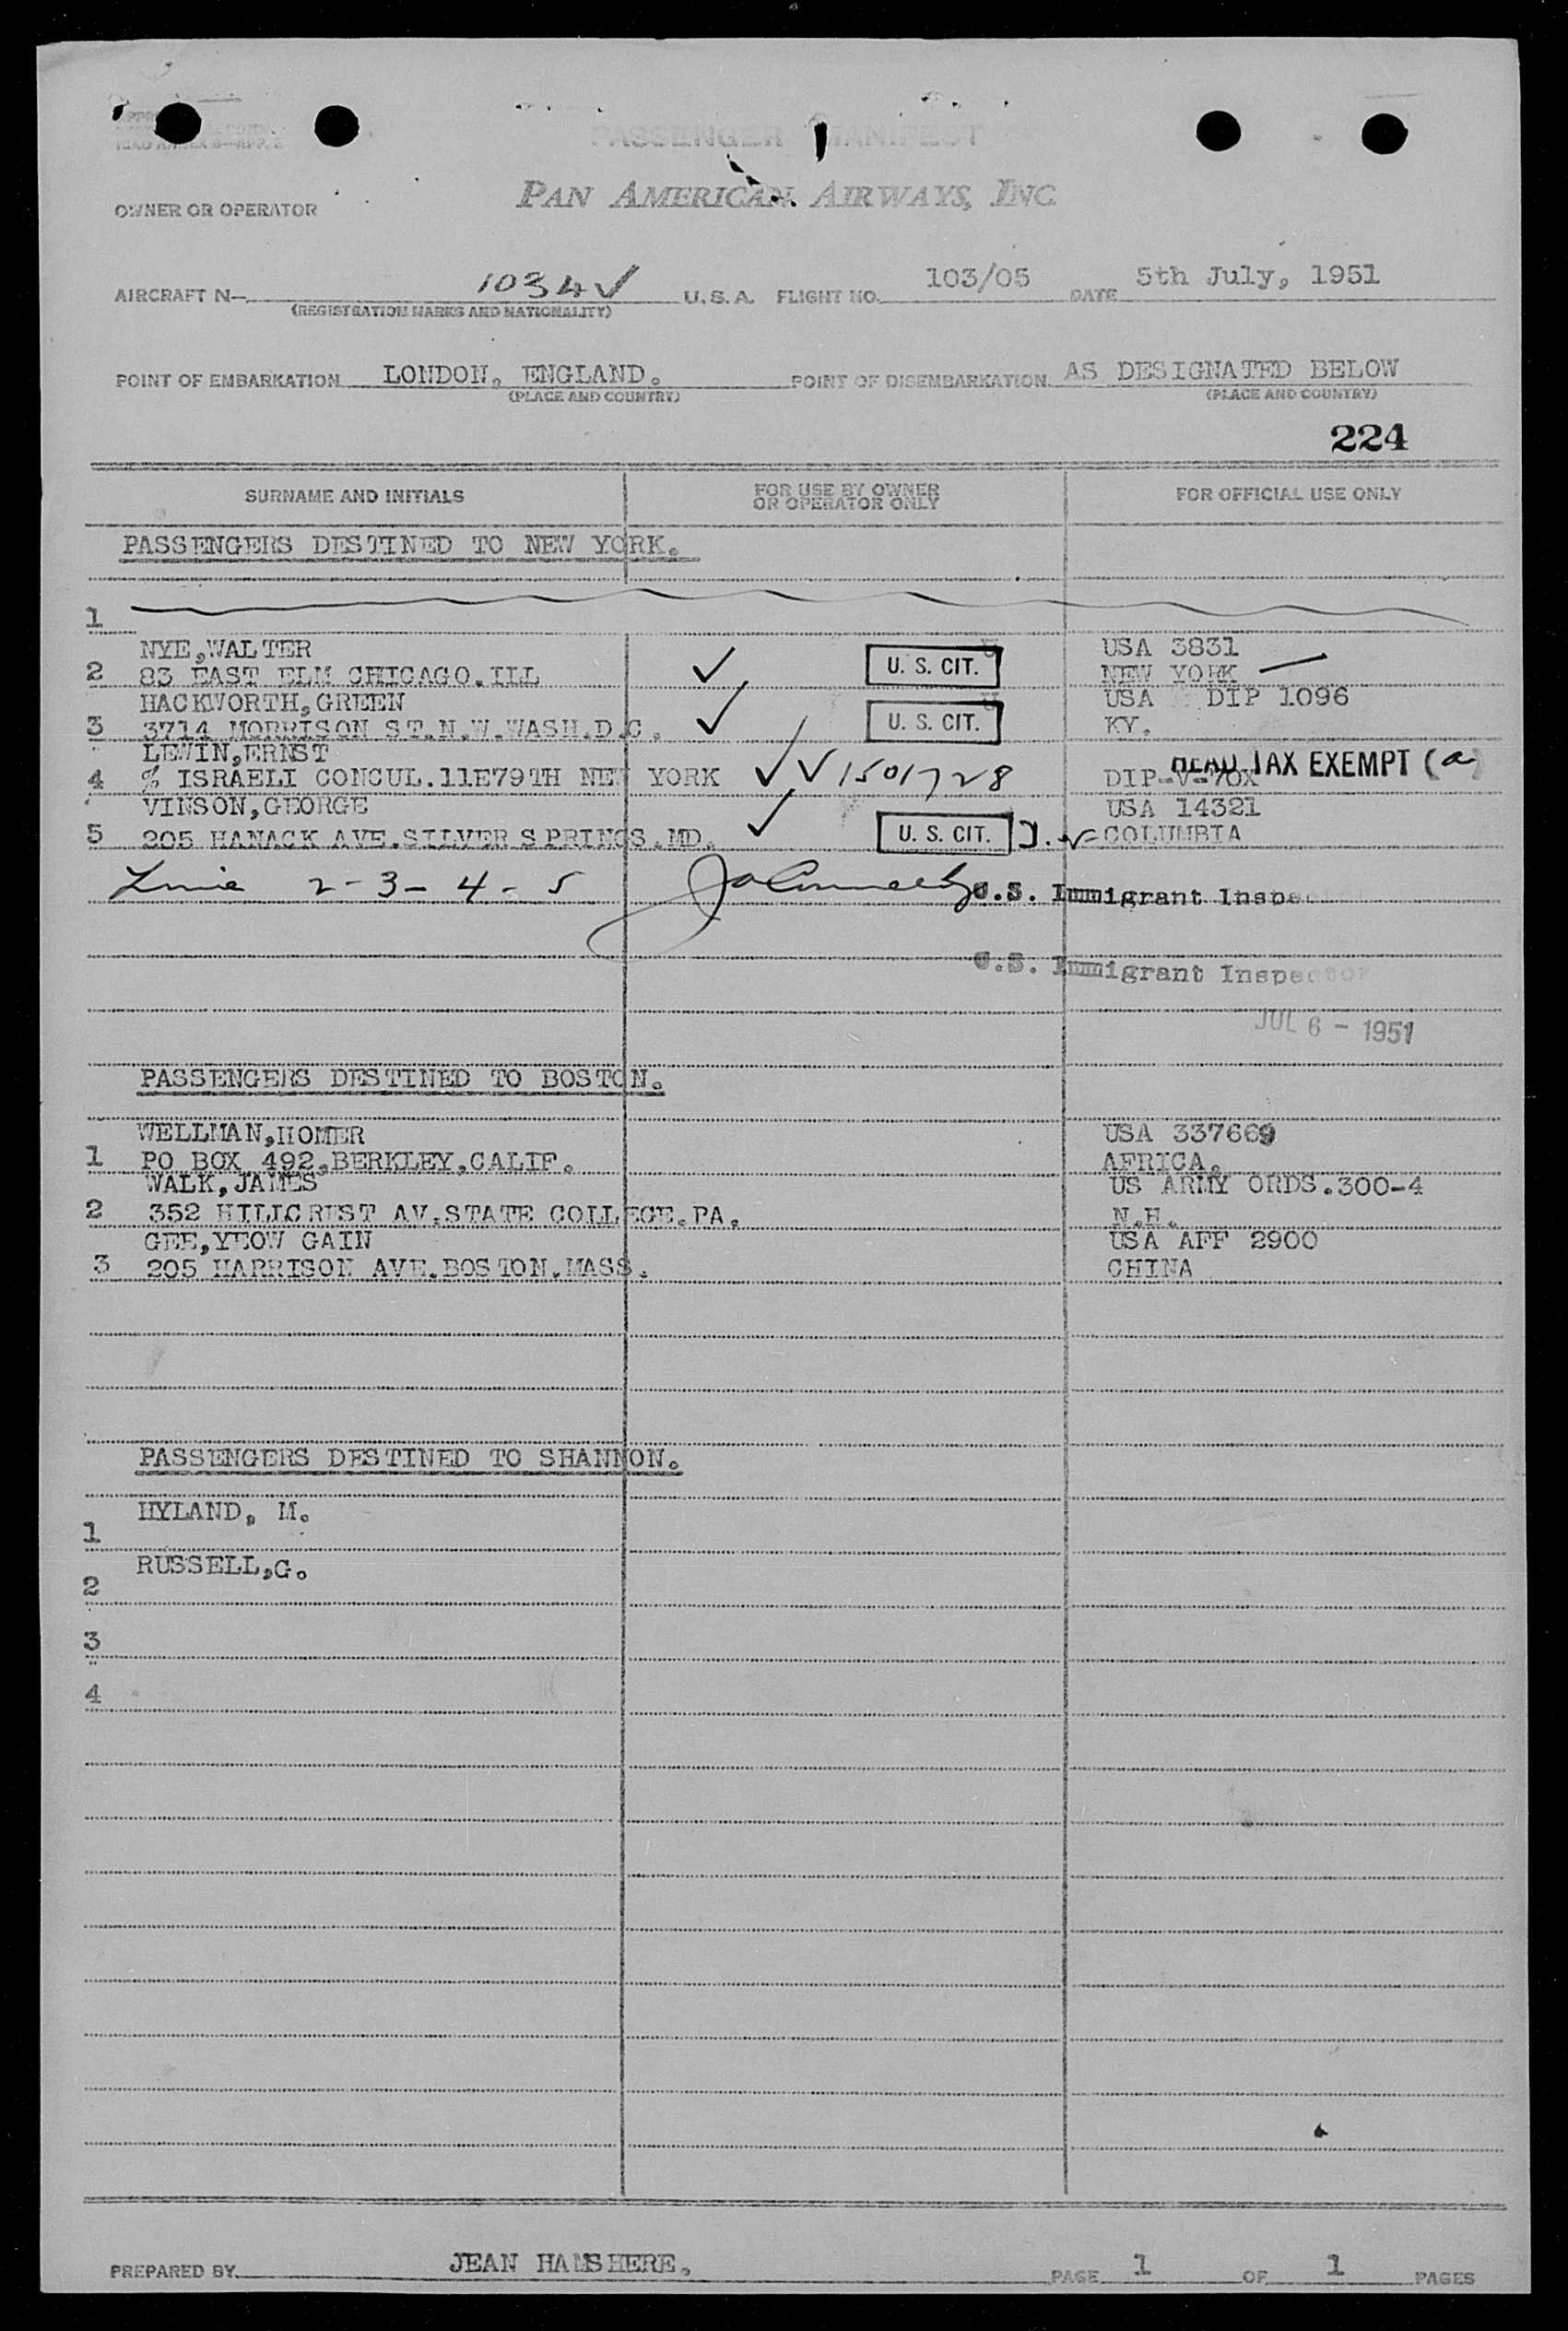 PASSENGER MANIFEST
PAN AMERICAN AIRWAYS, INC.
OWNER OR OPERATOR
AIRCRAFT N- 1034V U. S. A. FLIGHT NO. 103/05 DATE 5th July, 1951
(REGISTRATION MARKS AND NATIONALITY)
POINT OF EMBARKATION LONDON, ENGLAND. POINT OF DISEMBARKATION AS DESIGNATED BELOW
(PLACE AND COUNTRY) (PLACE AND COUNTRY)
224
SURNAME AND INITIALS FOR USE BY OWNER OR OPERATOR ONLY FOR OFFICIAL USE ONLY
PASSENGERS DESTINED TO NEW YORK.
1
NYE,WALTER USA 3831
2 83 EAST ELM CHICAGO.ILL ✓ U. S. CIT. NEW YORK
HACKWORTH,GREEN USA DIP 1096
3 3714 MORRISON ST.N.W.WASH.D.C. ✓ U. S. CIT. KY.
LEWIN,ERNST HEAD TAX EXEMPT (a)
4 % ISRAELI CONCUL.11E79TH NEW YORK ✓ ✓ 1501728 DIP-V-70X
VINSON,GEORGE USA 14321
5 205 HANACK AVE.SILVER SPRINGS.MD. ✓ U. S. CIT. ]. COLUMBIA
2-3-4-5 U.S. Immigrant Inspector
U.S. Immigrant Inspector
JUL 6 - 1951
PASSENGERS DESTINED TO BOSTON.
WELLMAN,HOMER USA 337669
1 PO BOX 492,BERKLEY,CALIF. AFRICA.
WALK,JAMES US ARMY ORDS.300-4
2 352 HILLCREST AV.STATE COLLEGE.PA. N.H.
GEE,YEOW GAIN USA AFF 2900
3 205 HARRISON AVE.BOSTON.MASS. CHINA
PASSENGERS DESTINED TO SHANNON.
HYLAND, M.
1
RUSSELL,G.
2
3
4
PREPARED BY JEAN HAMSHERE. PAGE 1 OF 1 PAGES